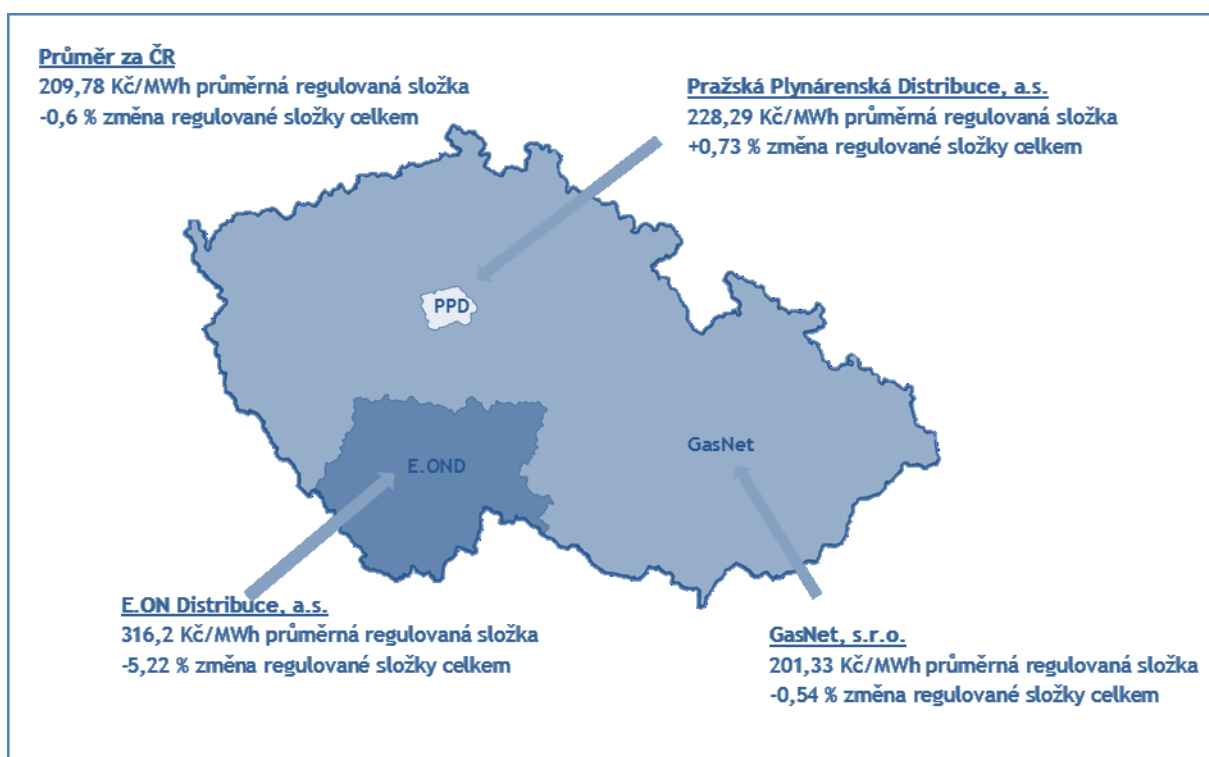 Průměr za ČR
209,78 Kč/MWh průměrná regulovaná složka
-0,6 % změna regulované složky celkem
Pražská Plynárenská Distribuce, a.s.
228,29 Kč/MWh průměrná regulovaná složka
+0,73 % změna regulované složky celkem
PPD
GasNet
E.OND
E.ON Distribuce, a.s.
316,2 Kč/MWh průměrná regulovaná složka
-5,22 % změna regulované složky celkem
GasNet, s.r.o.
201,33 Kč/MWh průměrná regulovaná složka
-0,54 % změna regulované složky celkem